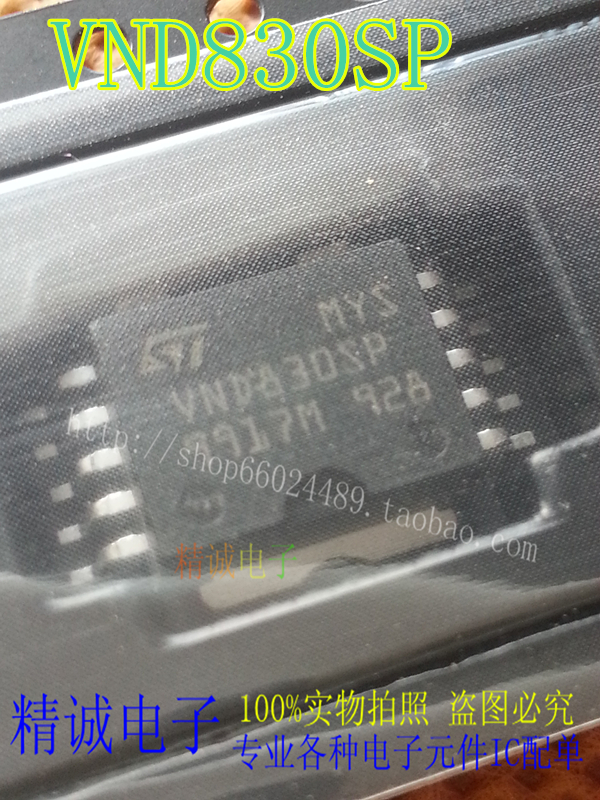 VND830SP
ST MYS
VND830SP
9917M 928
http://shop66024489.taobao.com
精诚电子
精诚电子
100%实物拍照 盗图必究
专业各种电子元件IC配单